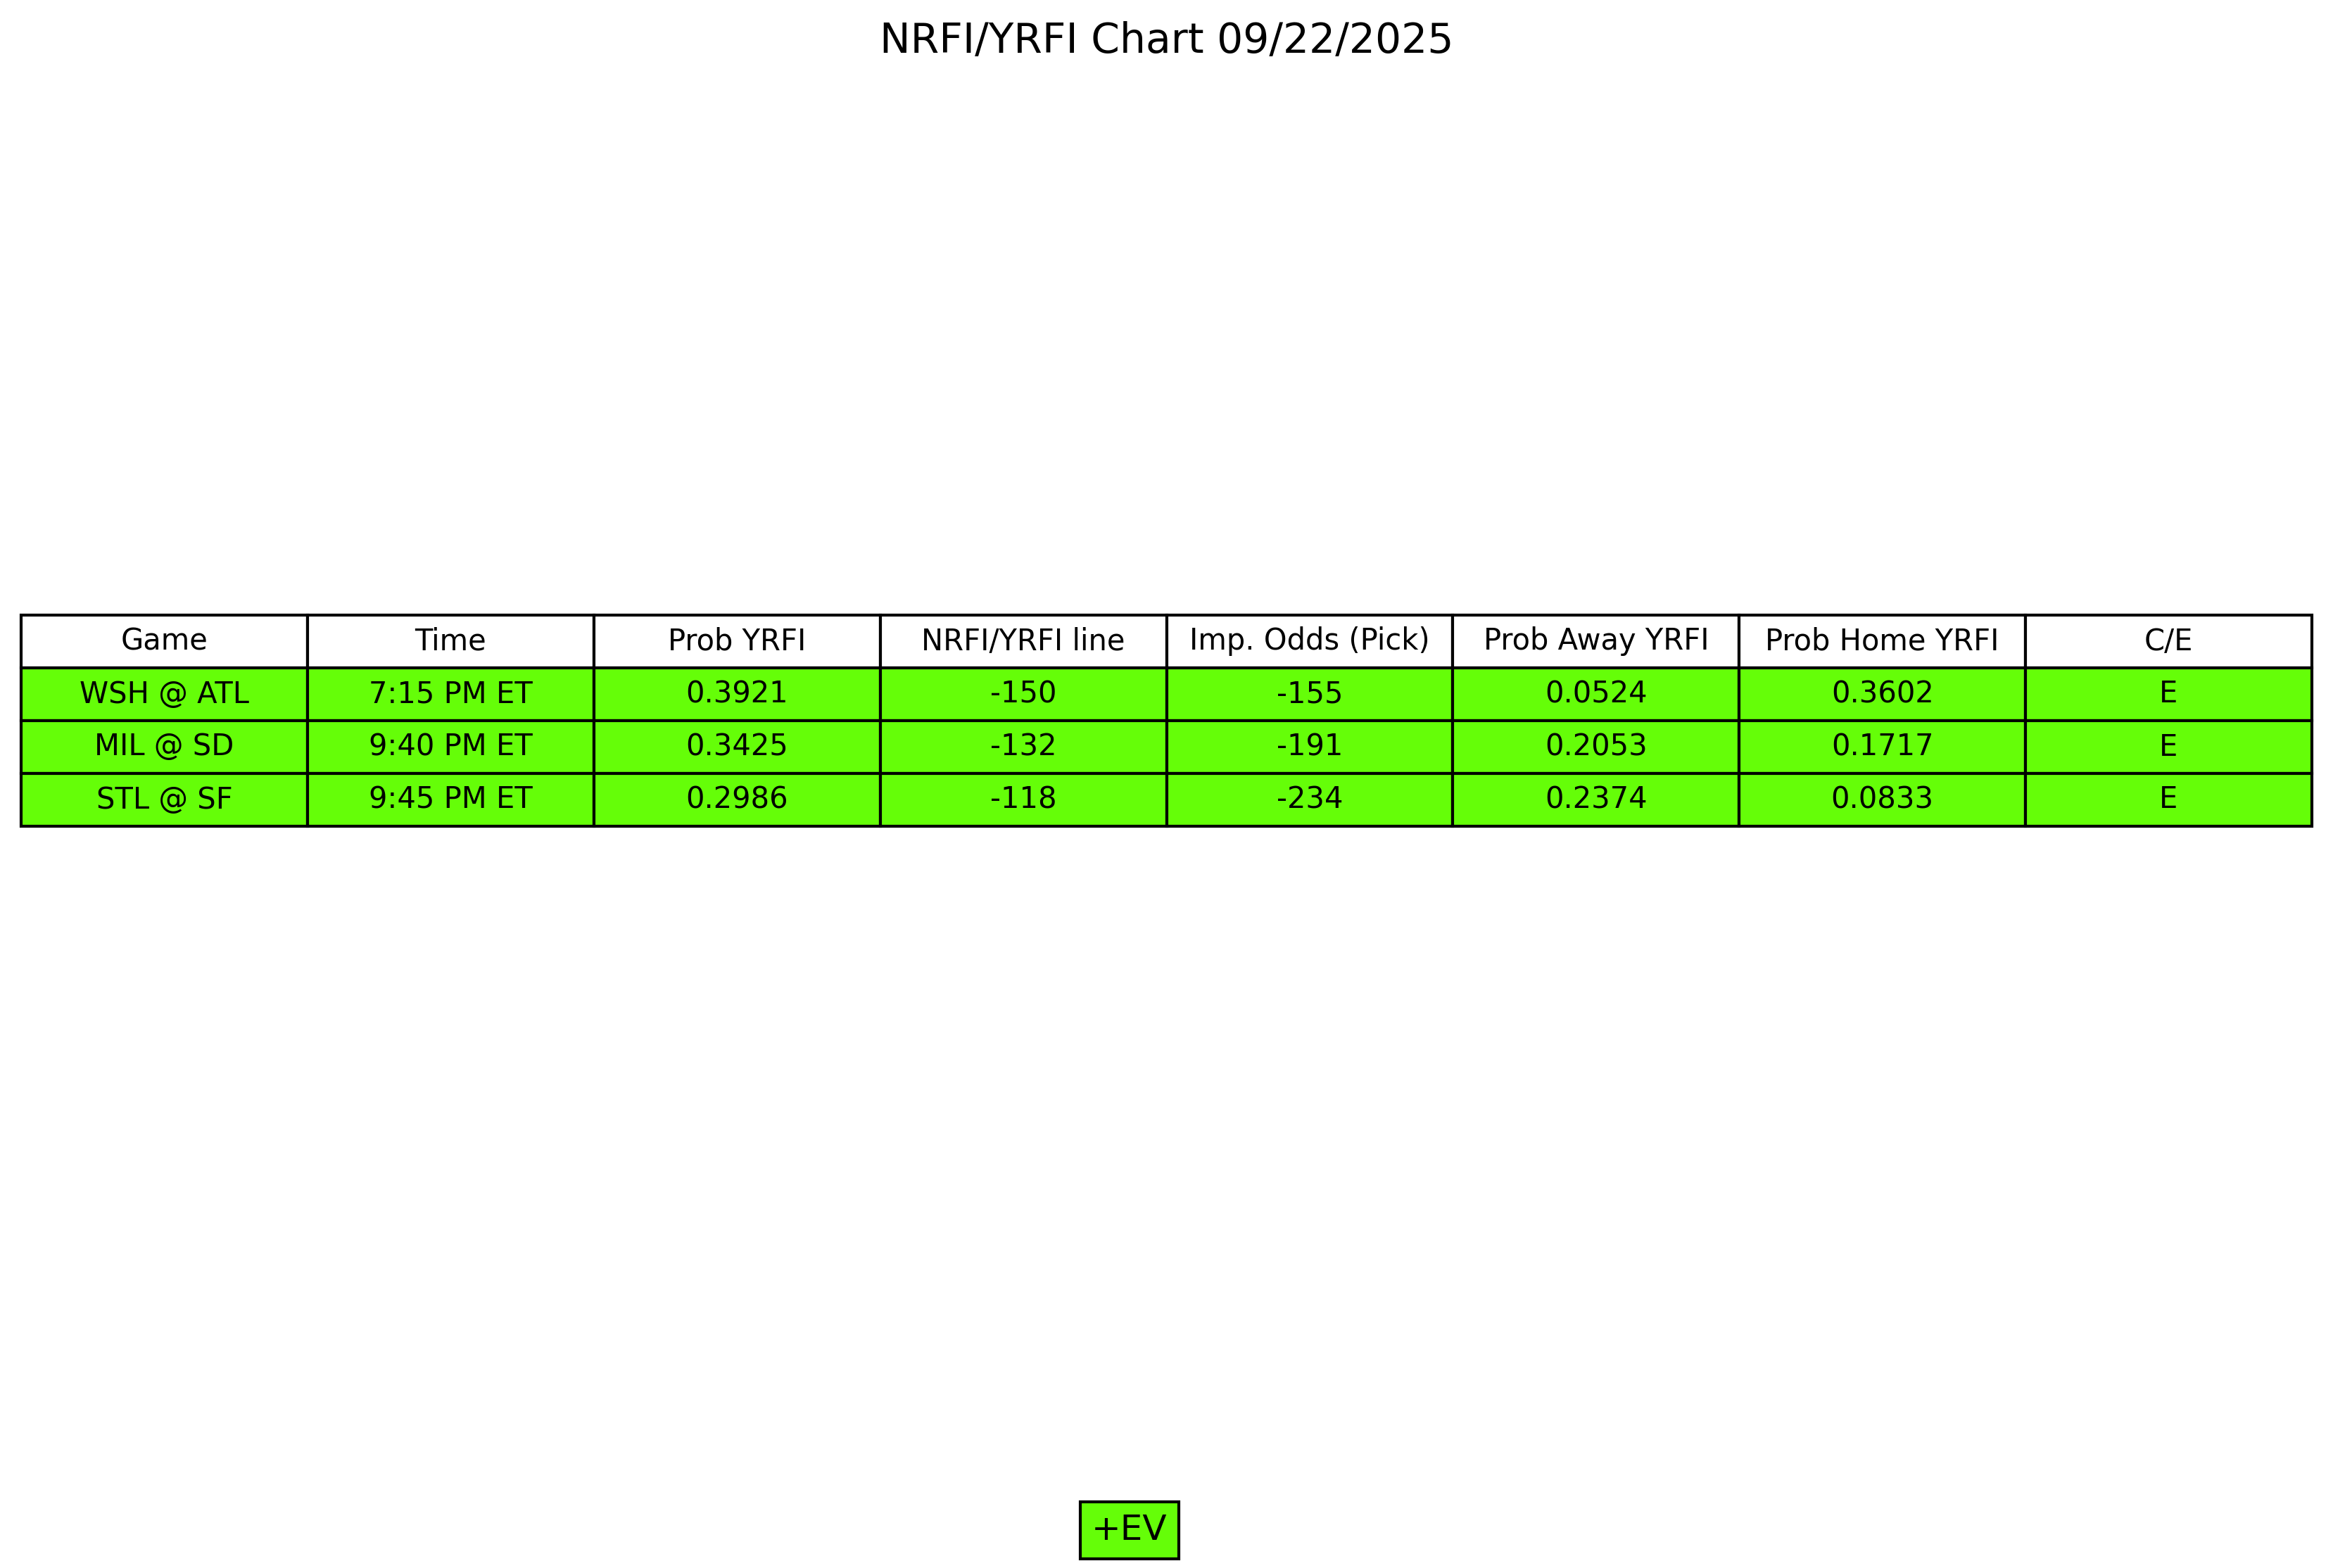 NRFI/YRFI Chart 09/22/2025
Game Time Prob YRFI NRFI/YRFI line Imp. Odds (Pick) Prob Away YRFI Prob Home YRFI C/E
WSH @ ATL 7:15 PM ET 0.3921 -150 -155 0.0524 0.3602 E
MIL @ SD 9:40 PM ET 0.3425 -132 -191 0.2053 0.1717 E
STL @ SF 9:45 PM ET 0.2986 -118 -234 0.2374 0.0833 E
+EV